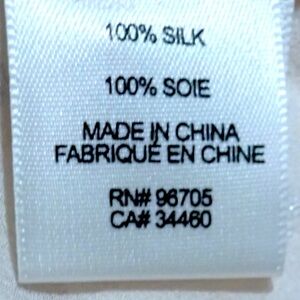 100% SILK
100% SOIE
MADE IN CHINA
FABRIQUÉ EN CHINE
RN# 96705
CA# 34460